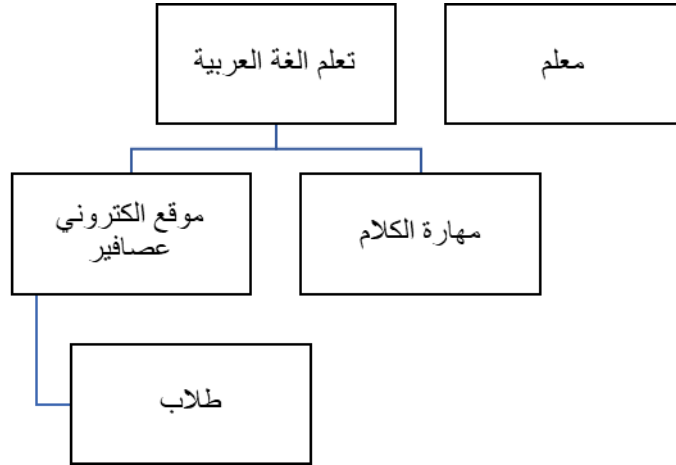 معلم
تعلم الغة العربية
مهارة الكلام
موقع الكتروني
عصافير
طلاب